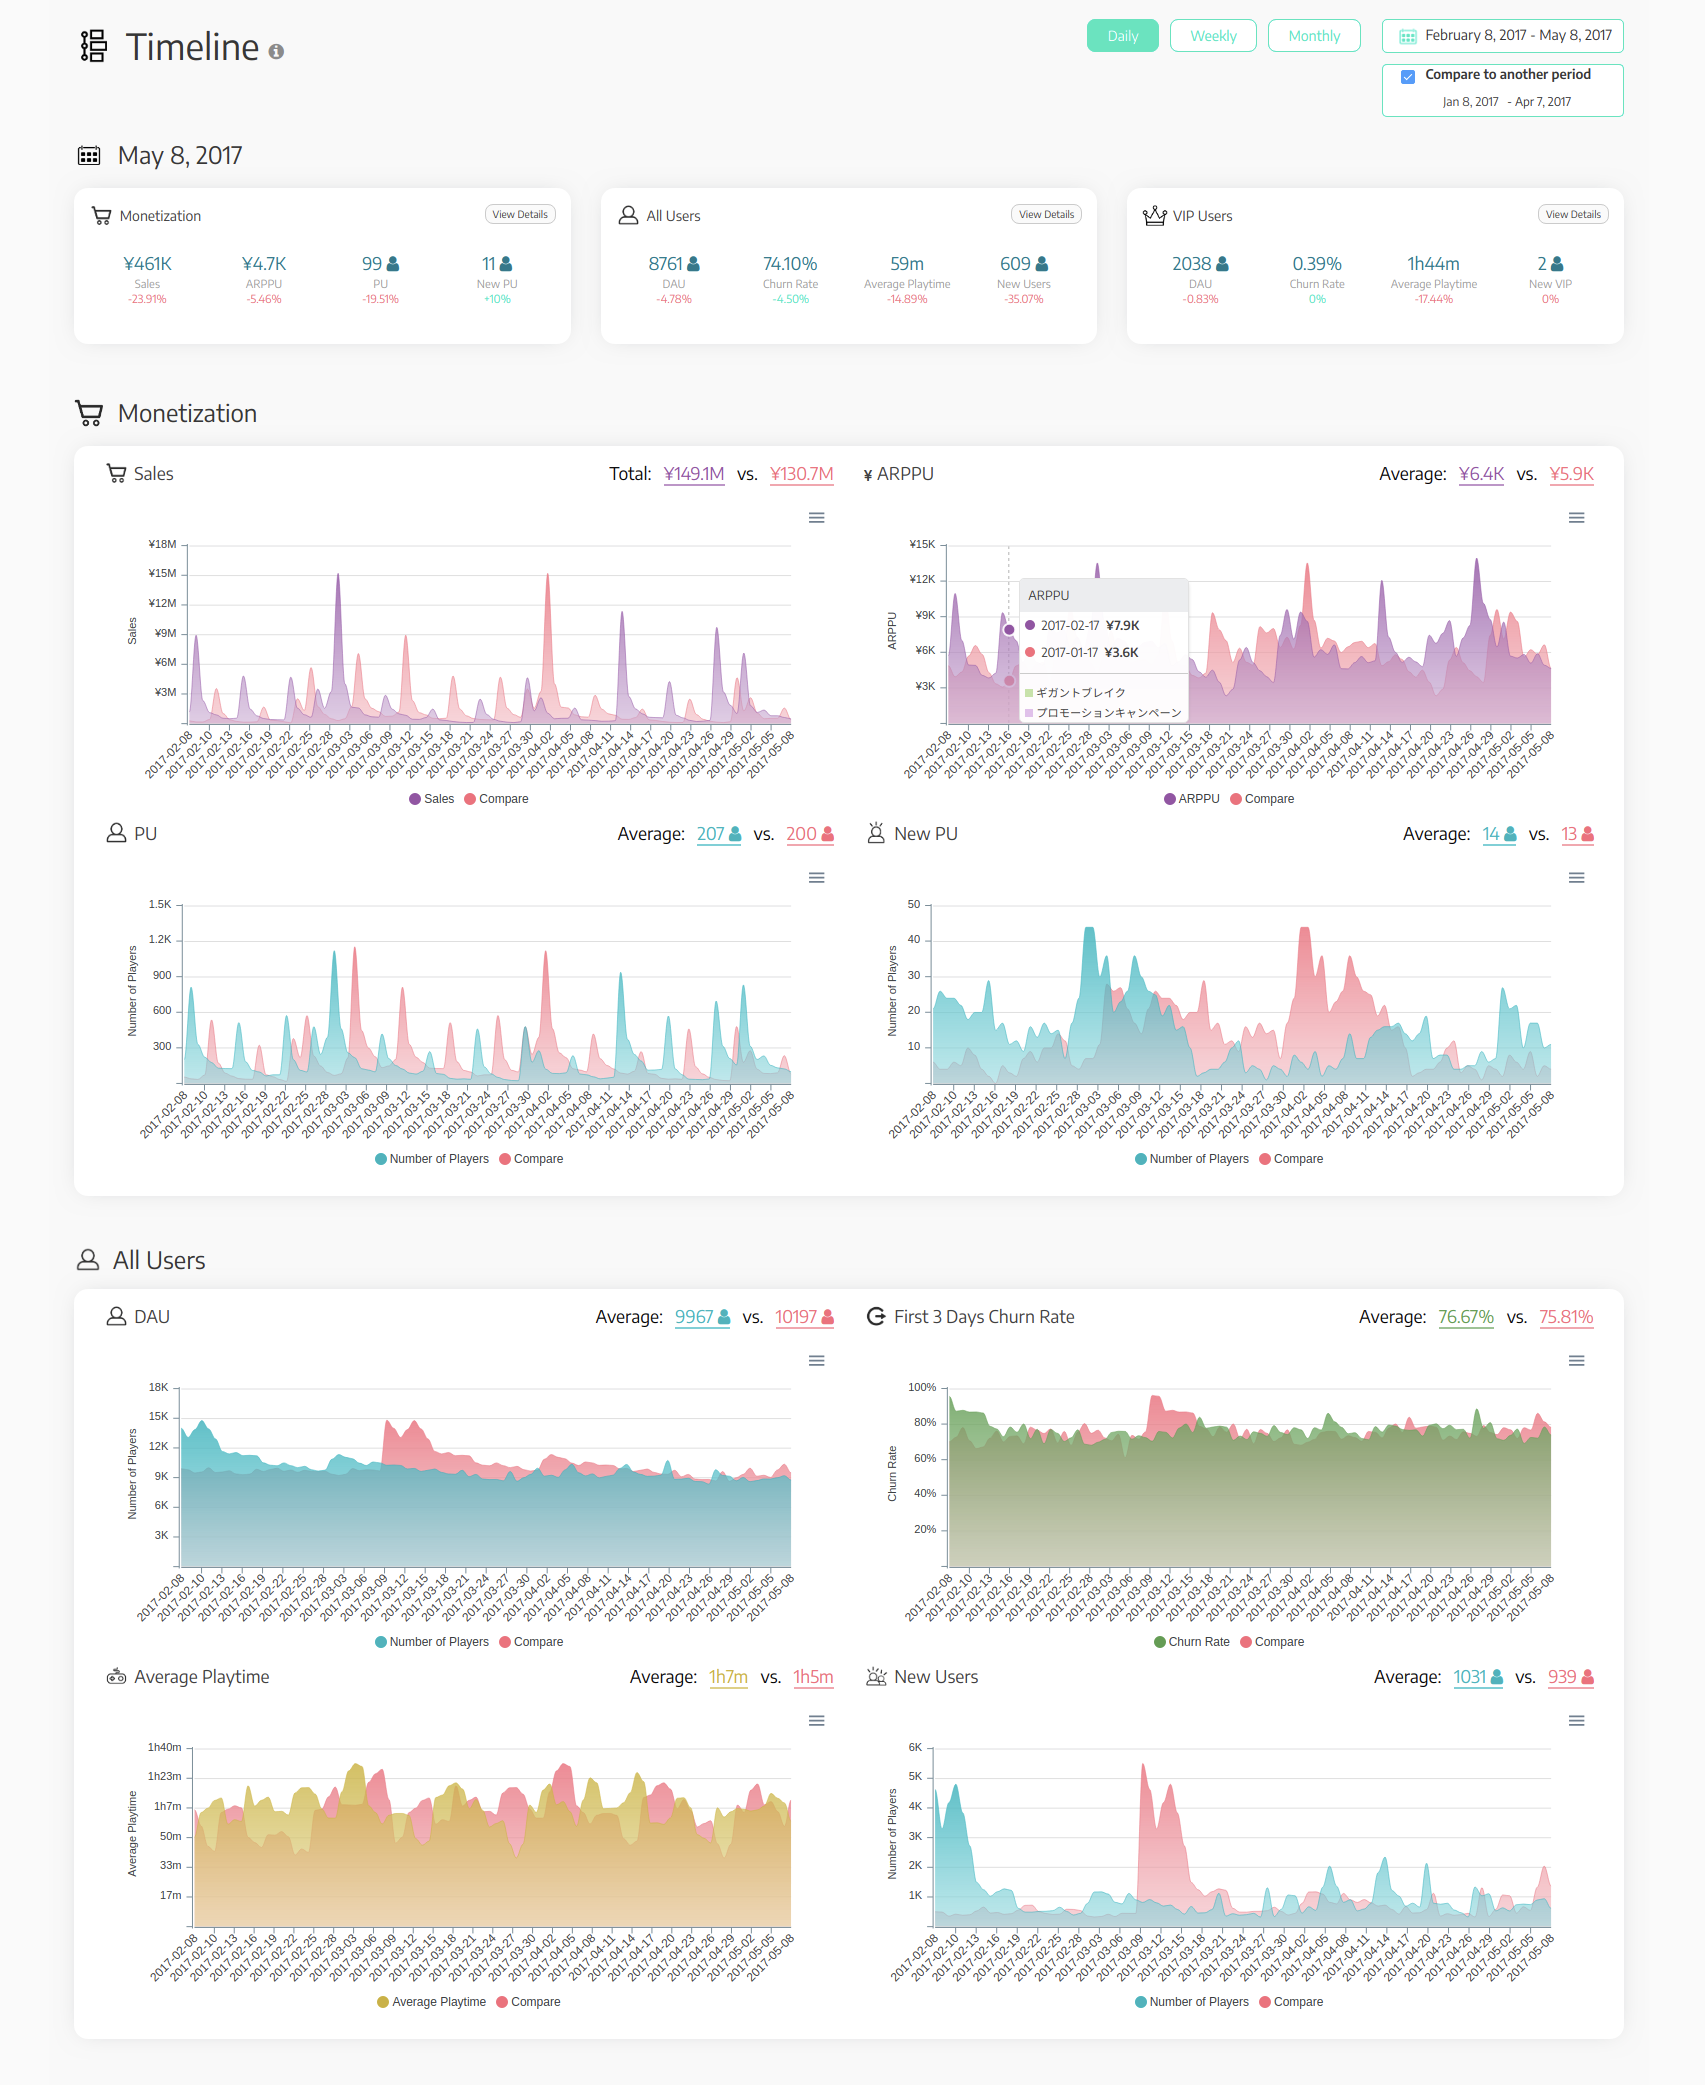 Timeline
Daily Weekly Monthly
February 8, 2017 - May 8, 2017
Compare to another period
Jan 8, 2017 - Apr 7, 2017
May 8, 2017
Monetization View Details
¥461K ¥4.7K 99 11
Sales ARPPU PU New PU
-23.91% -5.46% -19.51% +10%
All Users View Details
8761 74.10% 59m 609
DAU Churn Rate Average Playtime New Users
-4.78% -4.50% -14.89% -35.07%
VIP Users View Details
2038 0.39% 1h44m 2
DAU Churn Rate Average Playtime New VIP
-0.83% 0% -17.44% 0%
Monetization
Sales Total: ¥149.1M vs. ¥130.7M
¥18M
¥15M
¥12M
¥9M
¥6M
¥3M
Sales
2017-02-08 2017-02-10 2017-02-13 2017-02-16 2017-02-19 2017-02-22 2017-02-25 2017-02-28 2017-03-03 2017-03-06 2017-03-09 2017-03-12 2017-03-15 2017-03-18 2017-03-21 2017-03-24 2017-03-27 2017-03-30 2017-04-02 2017-04-05 2017-04-08 2017-04-11 2017-04-14 2017-04-17 2017-04-20 2017-04-23 2017-04-26 2017-04-29 2017-05-02 2017-05-05 2017-05-08
Sales Compare
¥ ARPPU Average: ¥6.4K vs. ¥5.9K
¥15K
¥12K
¥9K
¥6K
¥3K
ARPPU
ARPPU
2017-02-17 ¥7.9K
2017-01-17 ¥3.6K
ギガントブレイク
プロモーションキャンペーン
2017-02-08 2017-02-10 2017-02-13 2017-02-16 2017-02-19 2017-02-22 2017-02-25 2017-02-28 2017-03-03 2017-03-06 2017-03-09 2017-03-12 2017-03-15 2017-03-18 2017-03-21 2017-03-24 2017-03-27 2017-03-30 2017-04-02 2017-04-05 2017-04-08 2017-04-11 2017-04-14 2017-04-17 2017-04-20 2017-04-23 2017-04-26 2017-04-29 2017-05-02 2017-05-05 2017-05-08
ARPPU Compare
PU Average: 207 vs. 200
1.5K
1.2K
900
600
300
Number of Players
2017-02-08 2017-02-10 2017-02-13 2017-02-16 2017-02-19 2017-02-22 2017-02-25 2017-02-28 2017-03-03 2017-03-06 2017-03-09 2017-03-12 2017-03-15 2017-03-18 2017-03-21 2017-03-24 2017-03-27 2017-03-30 2017-04-02 2017-04-05 2017-04-08 2017-04-11 2017-04-14 2017-04-17 2017-04-20 2017-04-23 2017-04-26 2017-04-29 2017-05-02 2017-05-05 2017-05-08
Number of Players Compare
New PU Average: 14 vs. 13
50
40
30
20
10
Number of Players
2017-02-08 2017-02-10 2017-02-13 2017-02-16 2017-02-19 2017-02-22 2017-02-25 2017-02-28 2017-03-03 2017-03-06 2017-03-09 2017-03-12 2017-03-15 2017-03-18 2017-03-21 2017-03-24 2017-03-27 2017-03-30 2017-04-02 2017-04-05 2017-04-08 2017-04-11 2017-04-14 2017-04-17 2017-04-20 2017-04-23 2017-04-26 2017-04-29 2017-05-02 2017-05-05 2017-05-08
Number of Players Compare
All Users
DAU Average: 9967 vs. 10197
18K
15K
12K
9K
6K
3K
Number of Players
2017-02-08 2017-02-10 2017-02-13 2017-02-16 2017-02-19 2017-02-22 2017-02-25 2017-02-28 2017-03-03 2017-03-06 2017-03-09 2017-03-12 2017-03-15 2017-03-18 2017-03-21 2017-03-24 2017-03-27 2017-03-30 2017-04-02 2017-04-05 2017-04-08 2017-04-11 2017-04-14 2017-04-17 2017-04-20 2017-04-23 2017-04-26 2017-04-29 2017-05-02 2017-05-05 2017-05-08
Number of Players Compare
First 3 Days Churn Rate Average: 76.67% vs. 75.81%
100%
80%
60%
40%
20%
Churn Rate
2017-02-08 2017-02-10 2017-02-13 2017-02-16 2017-02-19 2017-02-22 2017-02-25 2017-02-28 2017-03-03 2017-03-06 2017-03-09 2017-03-12 2017-03-15 2017-03-18 2017-03-21 2017-03-24 2017-03-27 2017-03-30 2017-04-02 2017-04-05 2017-04-08 2017-04-11 2017-04-14 2017-04-17 2017-04-20 2017-04-23 2017-04-26 2017-04-29 2017-05-02 2017-05-05 2017-05-08
Churn Rate Compare
Average Playtime Average: 1h7m vs. 1h5m
1h40m
1h23m
1h7m
50m
33m
17m
Average Playtime
2017-02-08 2017-02-10 2017-02-13 2017-02-16 2017-02-19 2017-02-22 2017-02-25 2017-02-28 2017-03-03 2017-03-06 2017-03-09 2017-03-12 2017-03-15 2017-03-18 2017-03-21 2017-03-24 2017-03-27 2017-03-30 2017-04-02 2017-04-05 2017-04-08 2017-04-11 2017-04-14 2017-04-17 2017-04-20 2017-04-23 2017-04-26 2017-04-29 2017-05-02 2017-05-05 2017-05-08
Average Playtime Compare
New Users Average: 1031 vs. 939
6K
5K
4K
3K
2K
1K
Number of Players
2017-02-08 2017-02-10 2017-02-13 2017-02-16 2017-02-19 2017-02-22 2017-02-25 2017-02-28 2017-03-03 2017-03-06 2017-03-09 2017-03-12 2017-03-15 2017-03-18 2017-03-21 2017-03-24 2017-03-27 2017-03-30 2017-04-02 2017-04-05 2017-04-08 2017-04-11 2017-04-14 2017-04-17 2017-04-20 2017-04-23 2017-04-26 2017-04-29 2017-05-02 2017-05-05 2017-05-08
Number of Players Compare